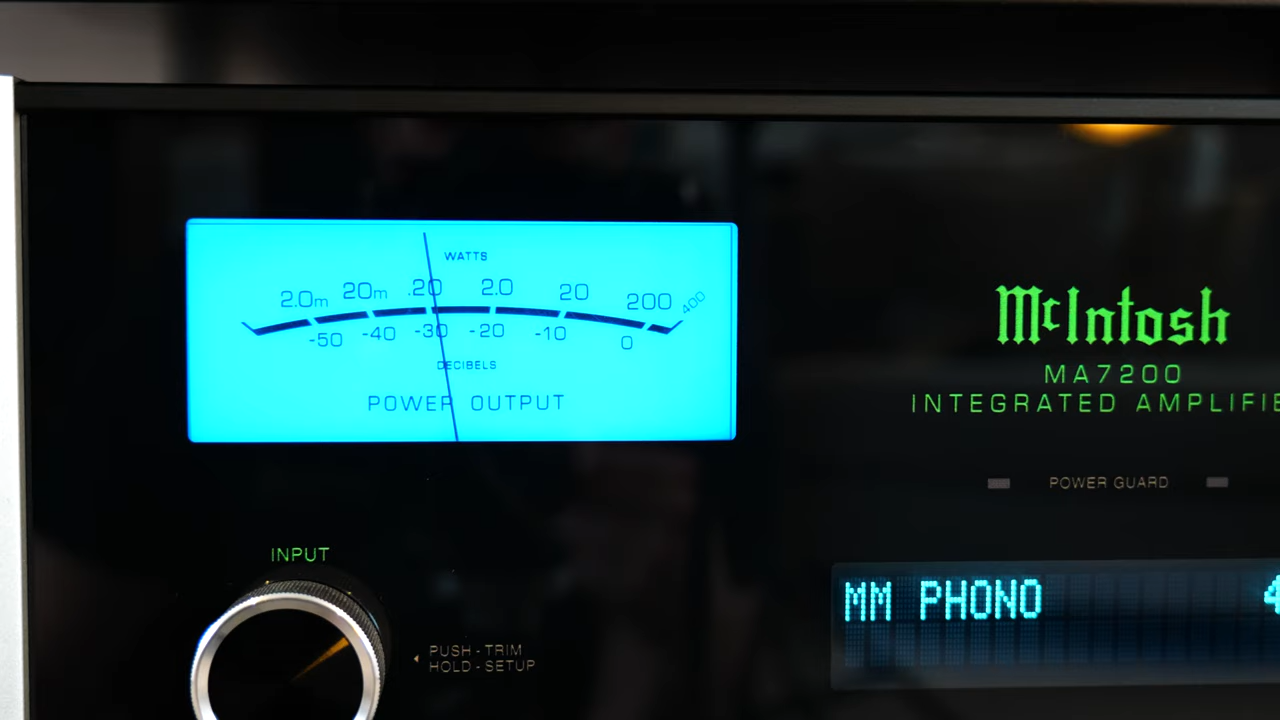 WATTS
2.0m 20m .20 2.0 20 200 400
-50 -40 -30 -20 -10 0
DECIBELS
POWER OUTPUT
McIntosh
MA7200
INTEGRATED AMPLIFIE
POWER GUARD
INPUT
MM PHONO 4
PUSH - TRIM
HOLD - SETUP